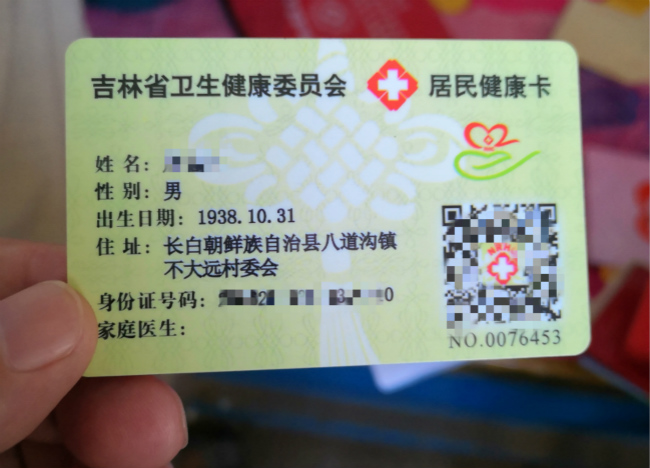 吉林省卫生健康委员会 居民健康卡
姓 名：
性 别：男
出生日期：1938.10.31
住 址：长白朝鲜族自治县八道沟镇
不大远村委会
身份证号码：
家庭医生：
NO.0076453